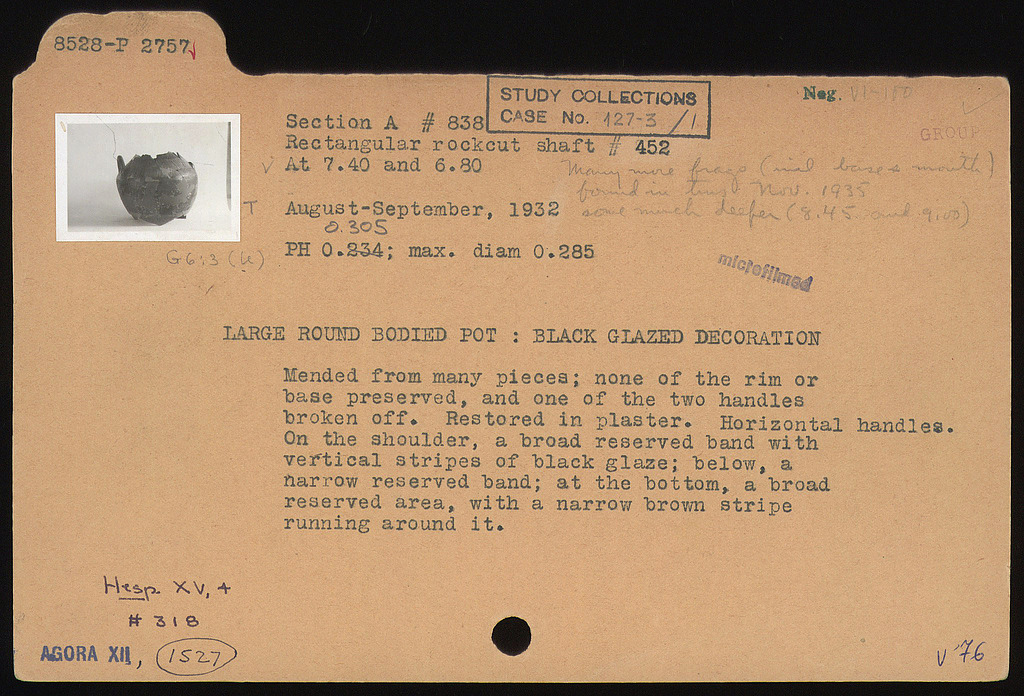 8528-P 2757
STUDY COLLECTIONS
CASE No. 127-3 /1
Neg. VI-180
GROUP
Section A # 838
Rectangular rockcut shaft # 452
√ At 7.40 and 6.80
Many more frags (incl base & mouth)
found in Nov. 1935
some much deeper (8.45 and 9.00)
T August-September, 1932
0.305
G6:3 (u) PH 0.234; max. diam 0.285
microfilmed
LARGE ROUND BODIED POT : BLACK GLAZED DECORATION
Mended from many pieces; none of the rim or
base preserved, and one of the two handles
broken off. Restored in plaster. Horizontal handles.
On the shoulder, a broad reserved band with
vertical stripes of black glaze; below, a
narrow reserved band; at the bottom, a broad
reserved area, with a narrow brown stripe
running around it.
Hesp XV, 4
# 318
AGORA XII, 1527
V '76